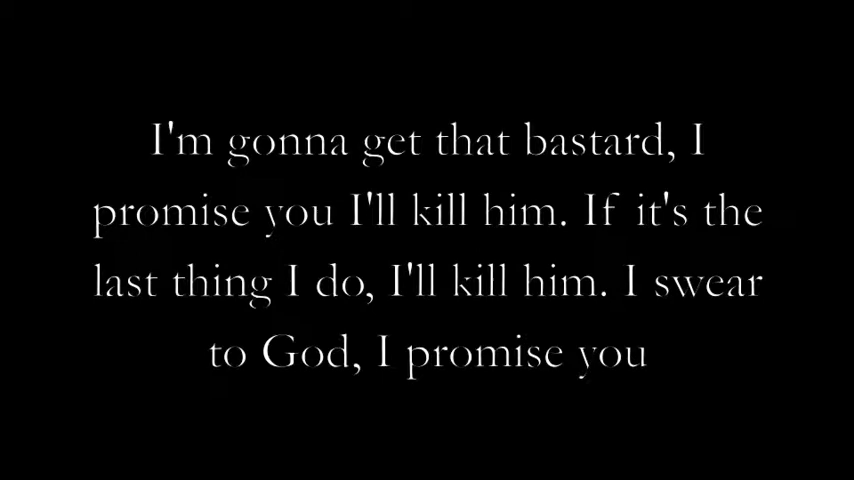 I'm gonna get that bastard, I
promise you I'll kill him. If it's the
last thing I do, I'll kill him. I swear
to God, I promise you